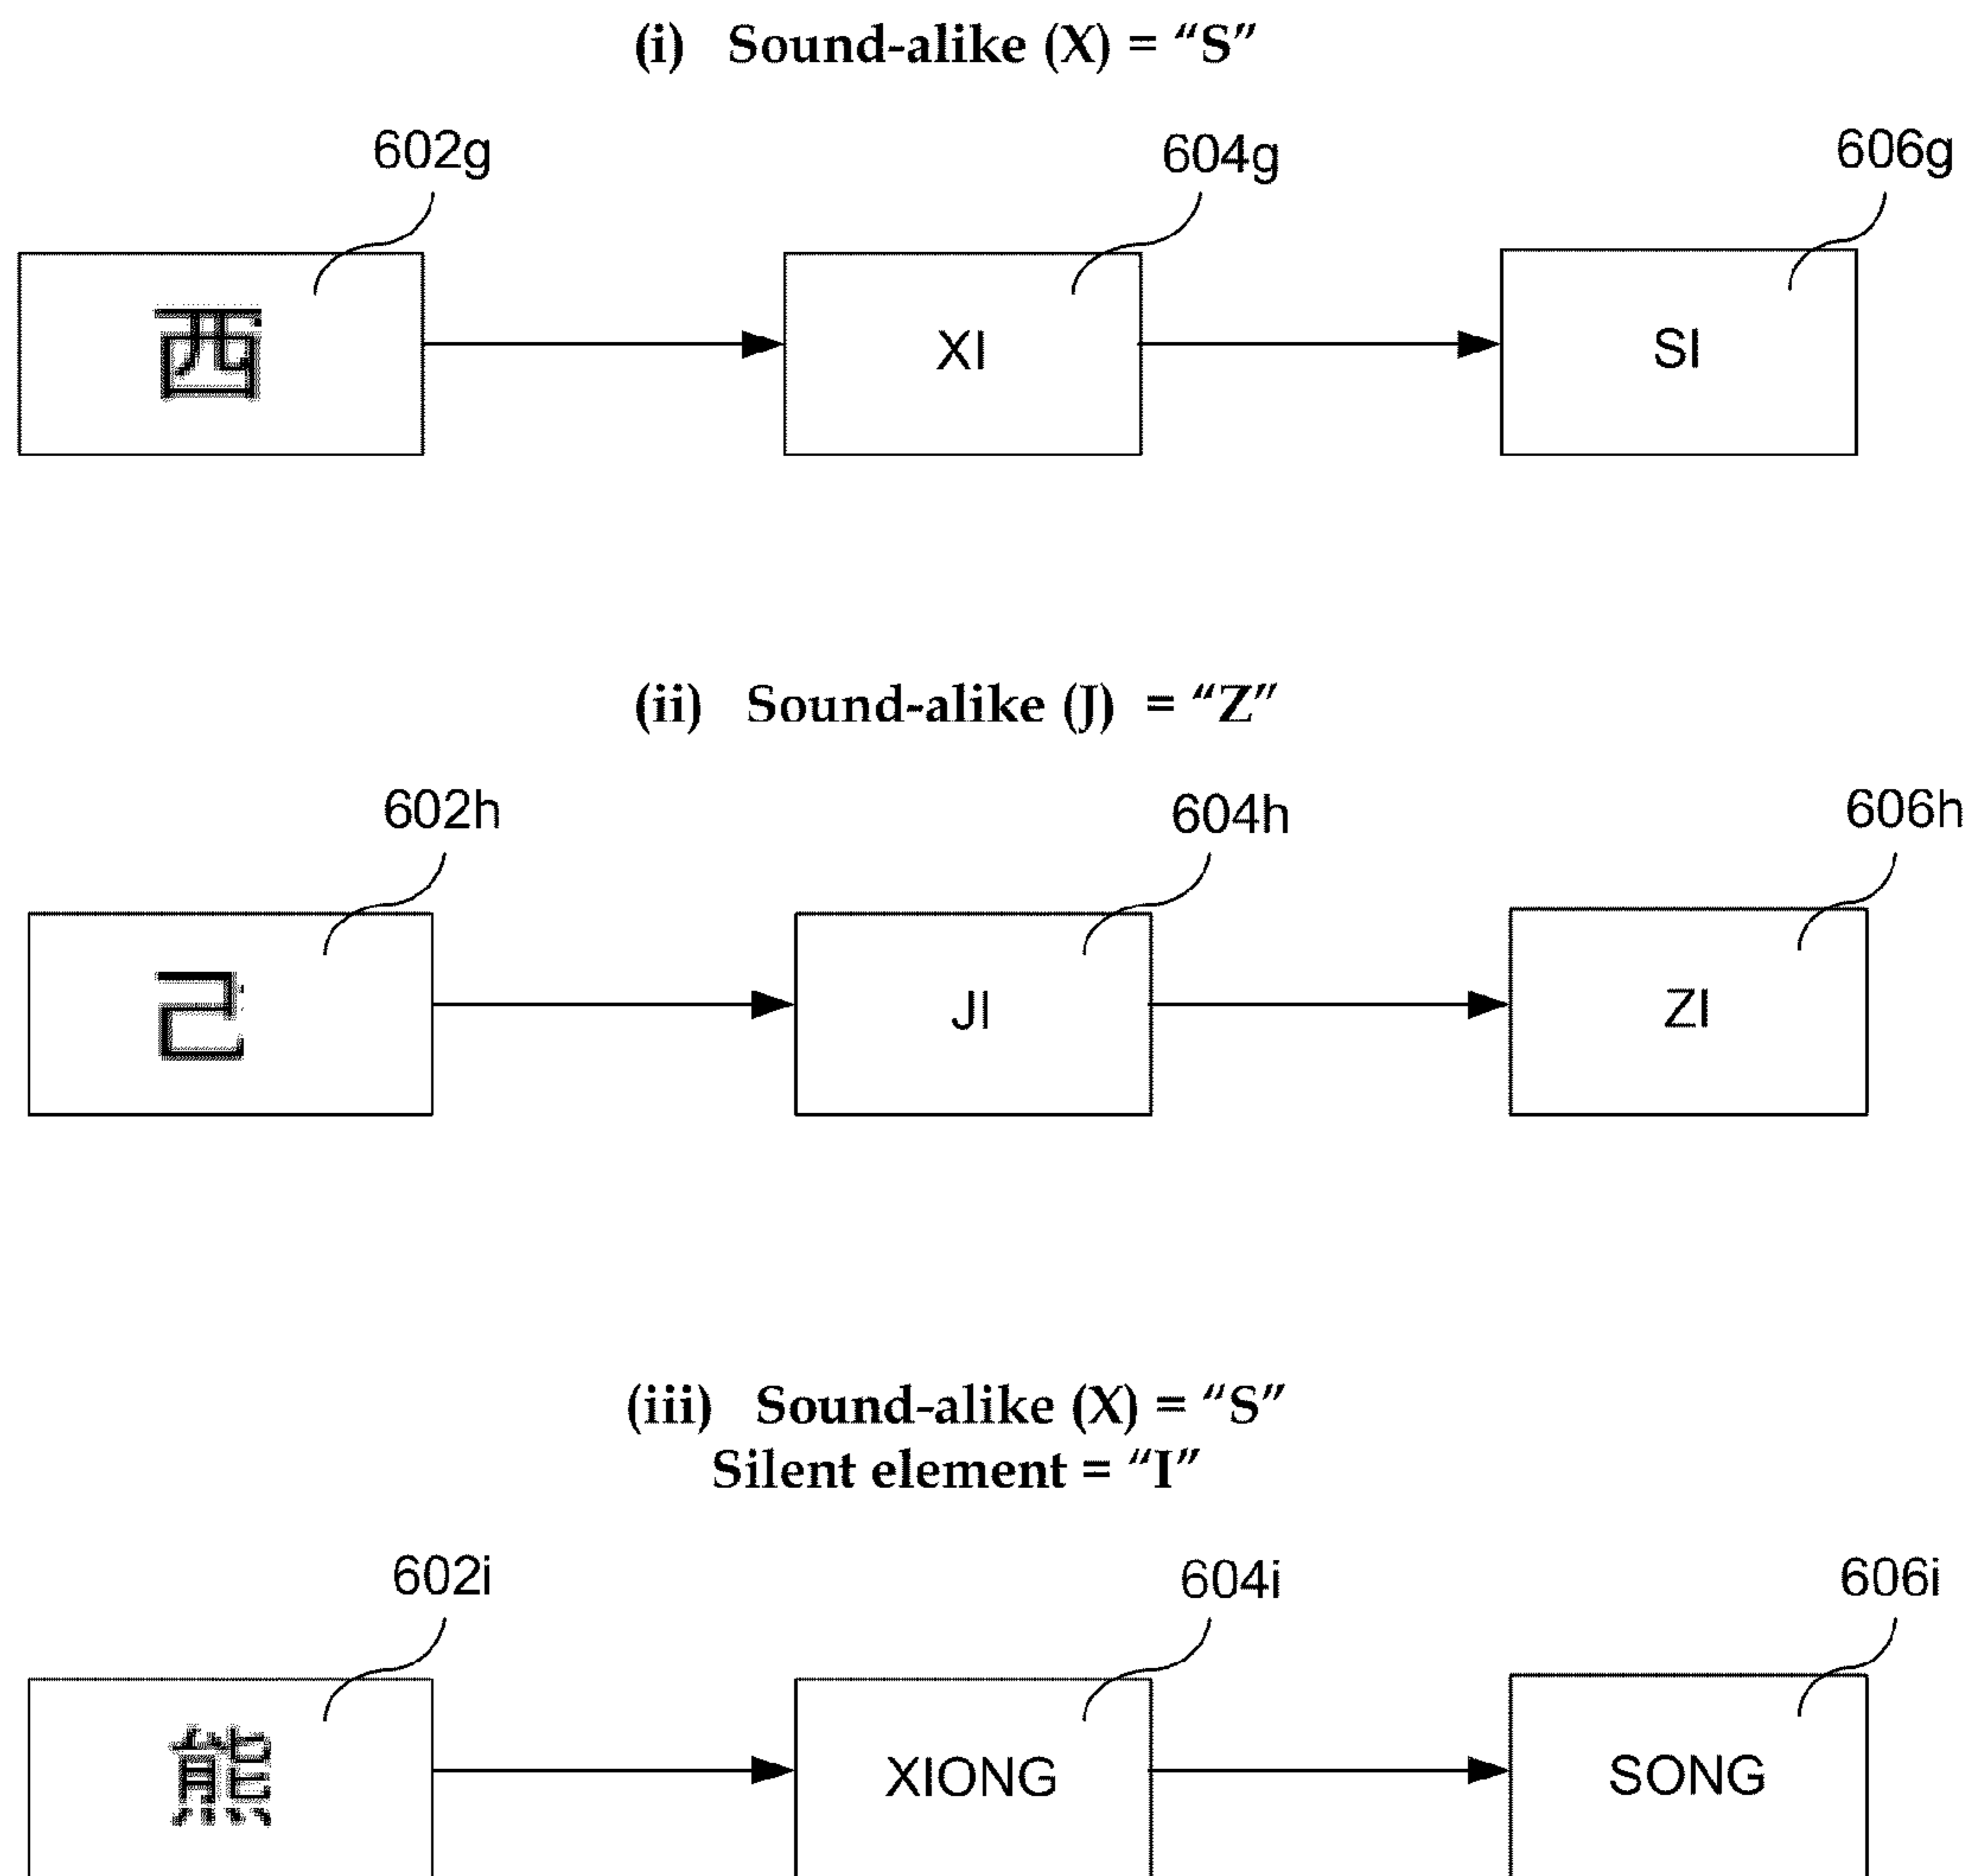 (i) Sound-alike (X) = “S”
602g 604g 606g
西 XI SI
(ii) Sound-alike (J) = “Z”
602h 604h 606h
己 JI ZI
(iii) Sound-alike (X) = “S”
Silent element = “I”
602i 604i 606i
熊 XIONG SONG